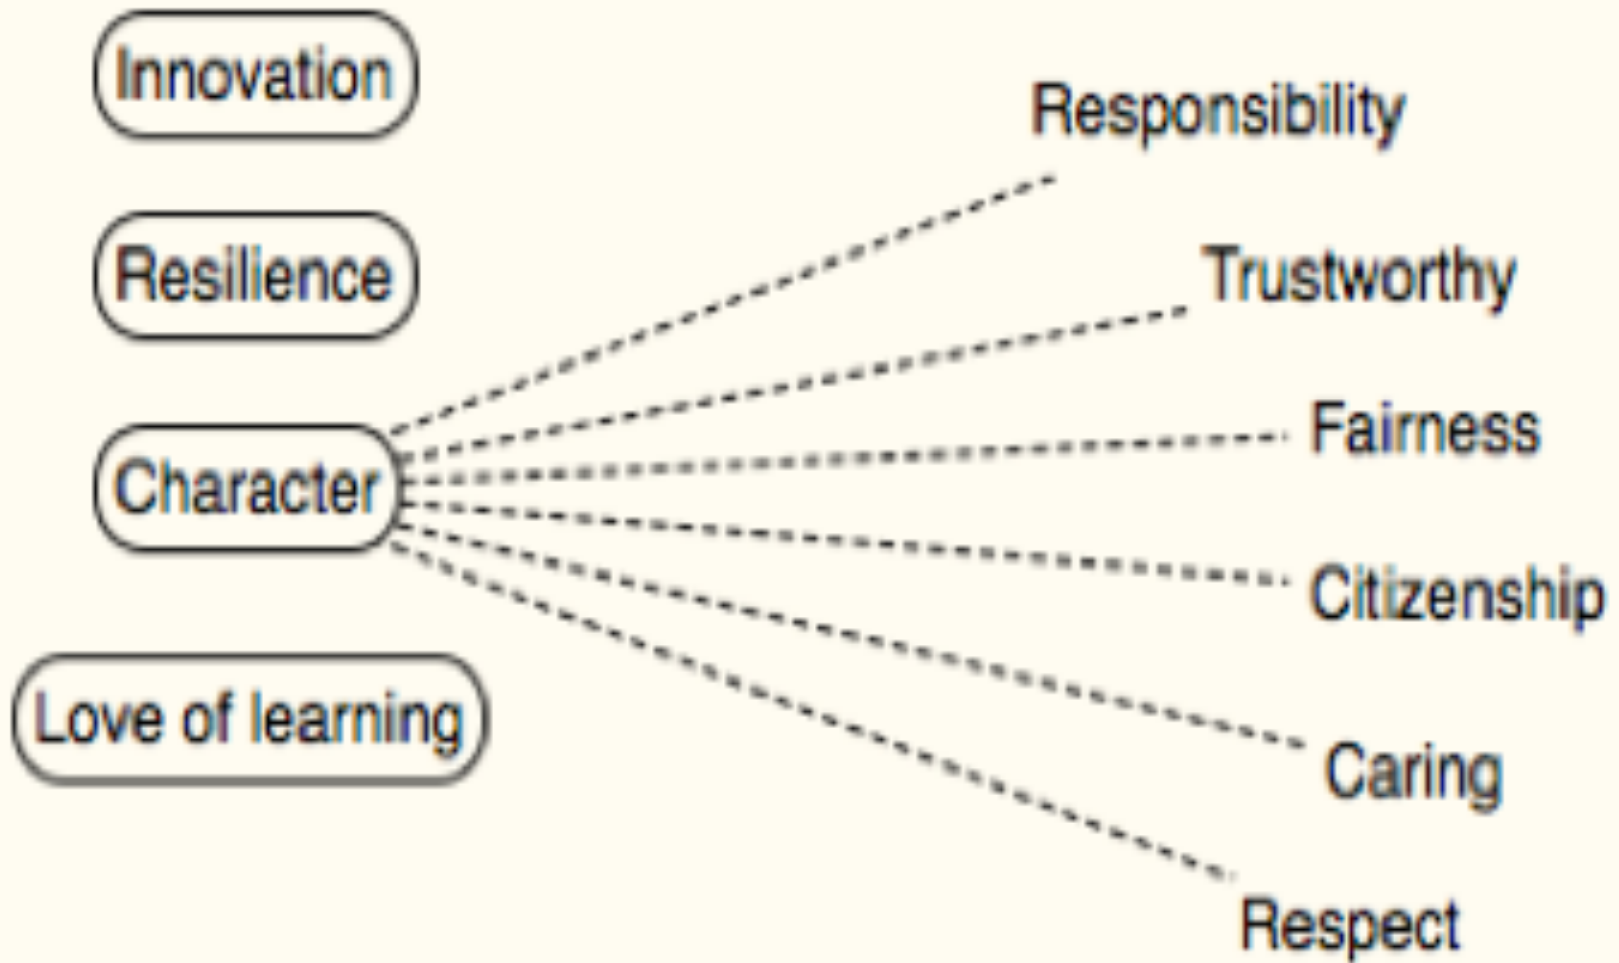 Innovation
Resilience
Character
Love of learning
Responsibility
Trustworthy
Fairness
Citizenship
Caring
Respect